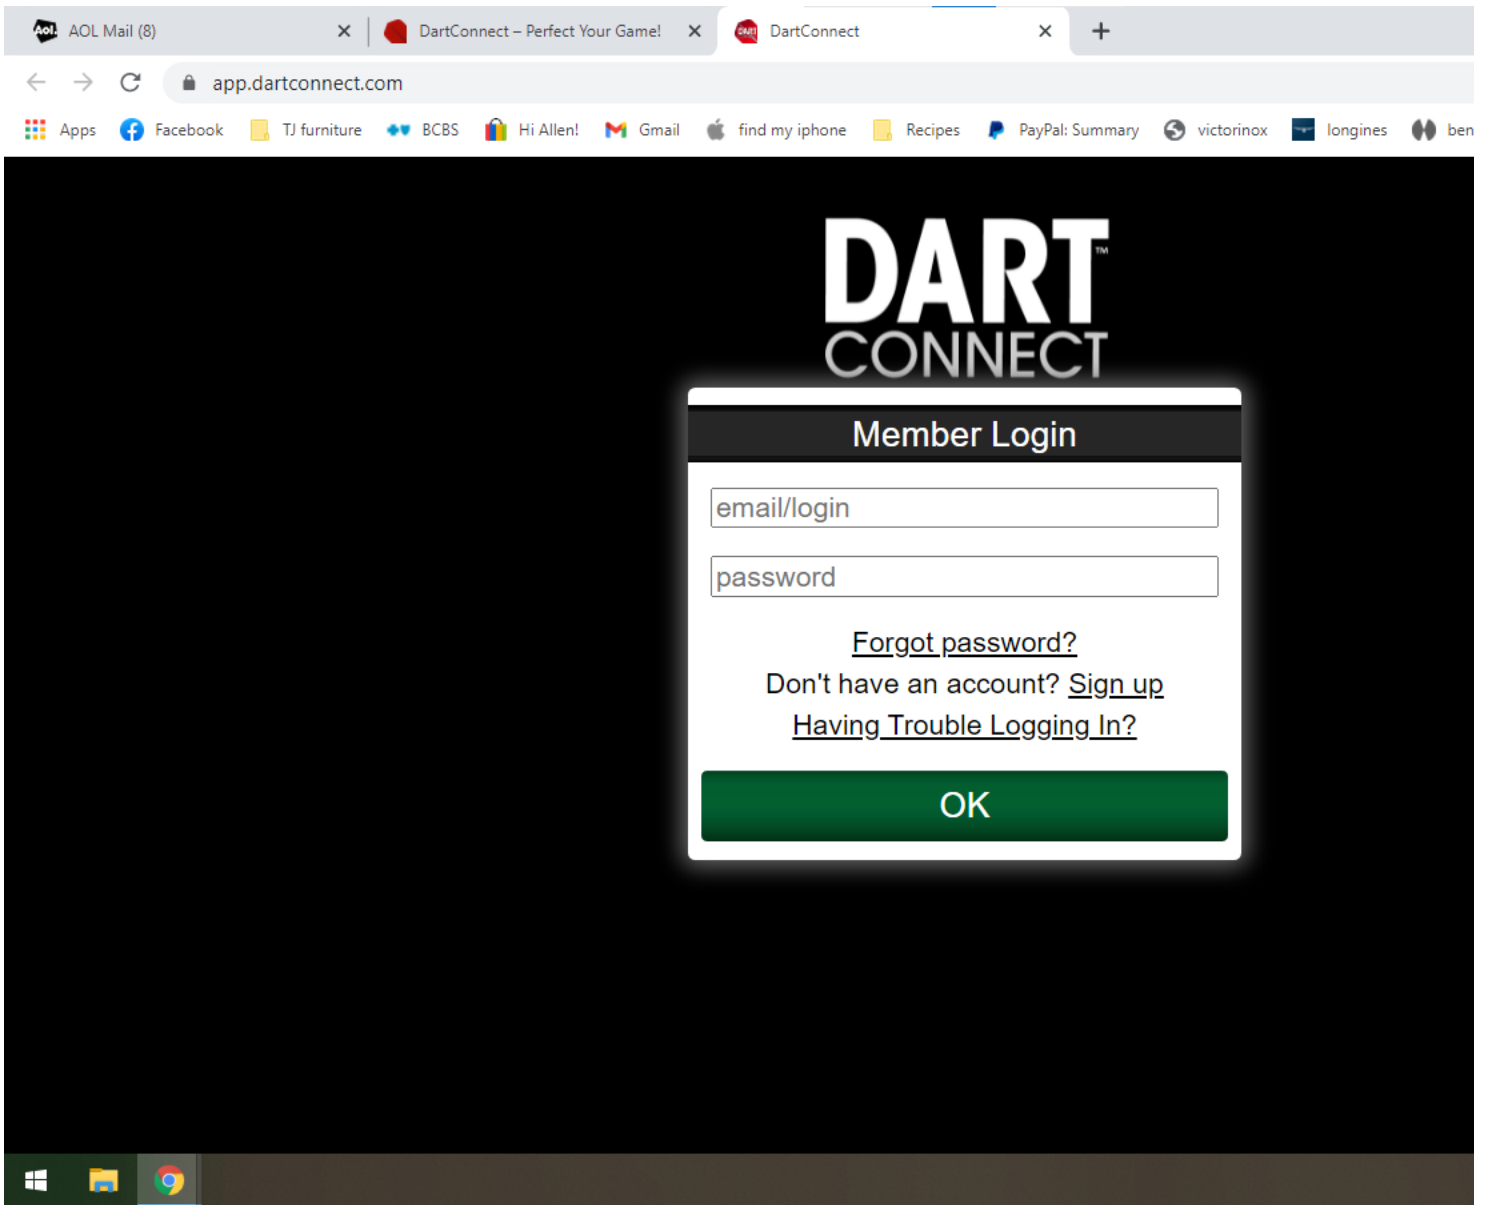 Aol. AOL Mail (8) DartConnect – Perfect Your Game! DART DartConnect
app.dartconnect.com
Apps Facebook TJ furniture BCBS Hi Allen! Gmail find my iphone Recipes PayPal: Summary victorinox longines ben
DART™
CONNECT
Member Login
email/login
password
Forgot password?
Don't have an account? Sign up
Having Trouble Logging In?
OK